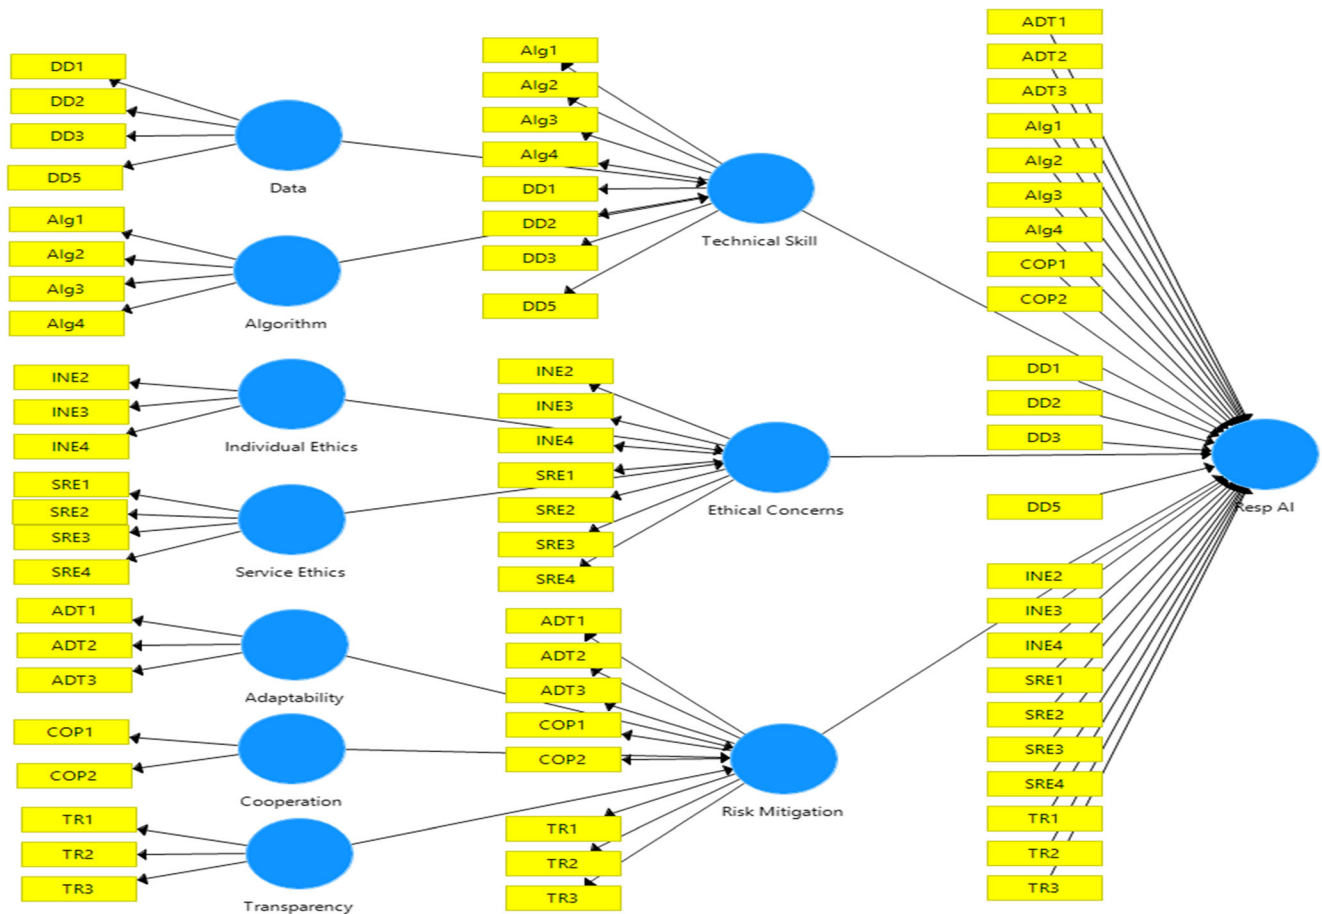 DD1
DD2
DD3
DD5
Data
Alg1
Alg2
Alg3
Alg4
Algorithm
INE2
INE3
INE4
Individual Ethics
SRE1
SRE2
SRE3
SRE4
Service Ethics
ADT1
ADT2
ADT3
Adaptability
COP1
COP2
Cooperation
TR1
TR2
TR3
Transparency
Alg1
Alg2
Alg3
Alg4
DD1
DD2
DD3
DD5
Technical Skill
INE2
INE3
INE4
SRE1
SRE2
SRE3
SRE4
Ethical Concerns
ADT1
ADT2
ADT3
COP1
COP2
TR1
TR2
TR3
Risk Mitigation
ADT1
ADT2
ADT3
Alg1
Alg2
Alg3
Alg4
COP1
COP2
DD1
DD2
DD3
DD5
INE2
INE3
INE4
SRE1
SRE2
SRE3
SRE4
TR1
TR2
TR3
Resp AI